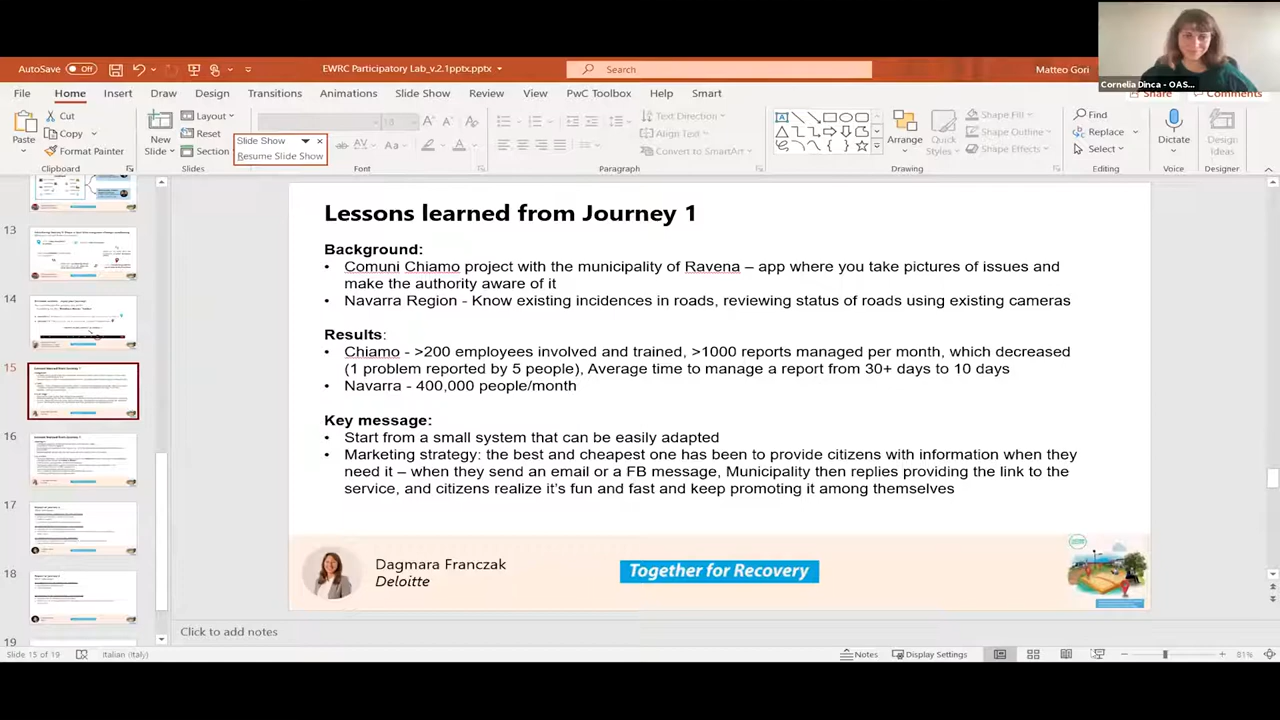 Cornelia Dinca - OAS...
AutoSave Off
EWRC Participatory Lab_v.2.1pptx.pptx
Search
Matteo Gori
File Home Insert Draw Design Transitions Animations Slide Review View PwC Toolbox Help Smart
Share Comments
Paste
Cut
Copy
Format Painter
Clipboard
New
Slide
Layout
Reset
Section
Slides
Slide Show
Resume Slide Show
Font
Text Direction
Align Text
Convert to SmartArt
Paragraph
Arrange
Quick
Styles
Shape Fill
Shape Outline
Shape Effects
Drawing
Find
Replace
Select
Editing
Dictate
Voice
Design
Ideas
Designer
13
14
15
16
17
18
19
Lessons learned from Journey 1
Background:
• Comuni Chiamo project with the municipality of Ravena – app where you take pictures of issues and
make the authority aware of it
Navarra region - read existing incidences in roads, reporting status of roads using existing cameras
Results:
• Chiamo - >200 employees involved and trained, >1000 reports managed per month, which decreased
(1 problem reported by 5 people), Average time to manage a report from 30+ days to 10 days
Navarra - 400,000 people/month
Key message:
• Start from small that can be easily adapted
• Marketing strategy: the best and cheapest one has been to provide citizens with information when they
need it – when they send an email or a FB message, Municipality then replies providing the link to the
service, and citizens realize it's fun and fast and keep promoting it among themselves
Dagmara Franczak
Deloitte
Together for Recovery
Click to add notes
Slide 15 of 19
Italian (Italy)
Notes
Display Settings
81%